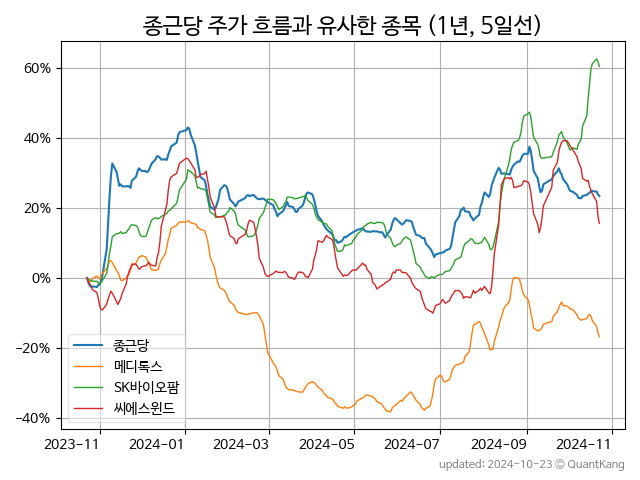 종근당 주가 흐름과 유사한 종목 (1년, 5일선)
60%
40%
20%
0%
−20%
−40%
종근당
메디톡스
SK바이오팜
씨에스윈드
2023-11
2024-01
2024-03
2024-05
2024-07
2024-09
2024-11
updated: 2024-10-23 © QuantKang